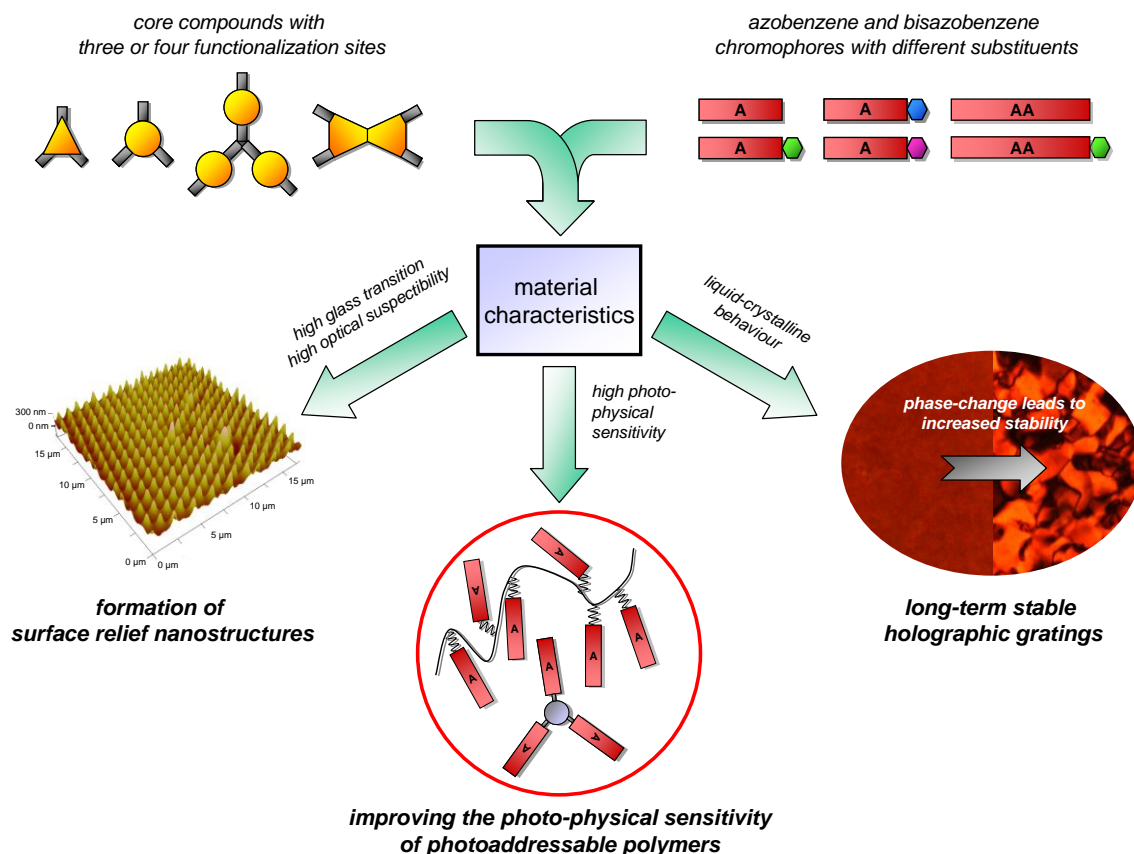 core compounds with
three or four functionalization sites
azobenzene and bisazobenzene
chromophores with different substituents
A
A
AA
A
A
AA
material
characteristics
high glass transition
high optical suspectibility
high photo-
physical
sensitivity
liquid-crystalline
behaviour
300 nm
0 nm
15 µm
10 µm
5 µm
0 µm
0 µm
5 µm
10 µm
15 µm
phase-change leads to
increased stability
formation of
surface relief nanostructures
A
A
A
A
A
A
A
A
A
long-term stable
holographic gratings
improving the photo-physical sensitivity
of photoaddressable polymers